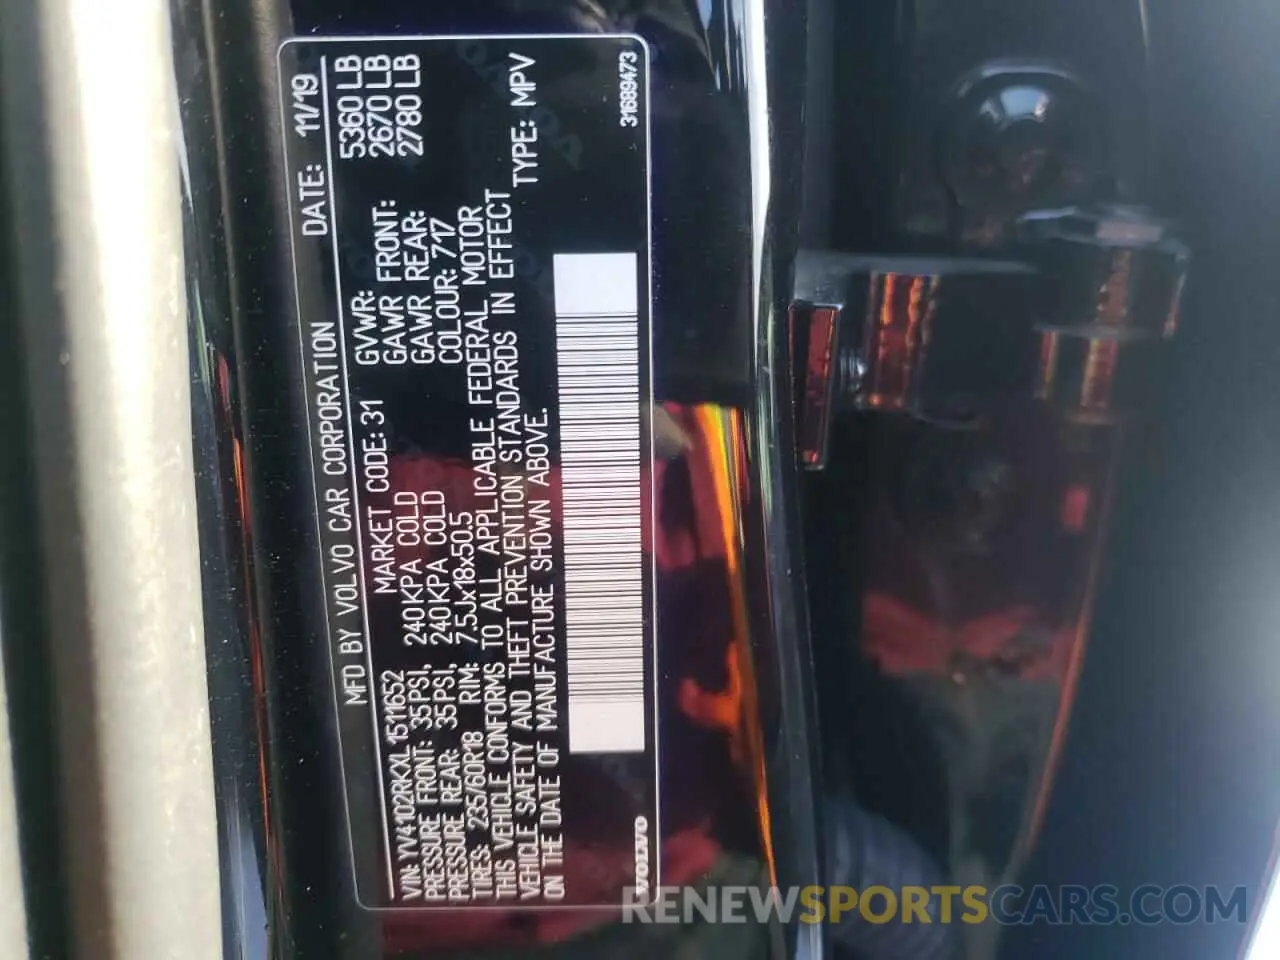 MFD BY VOLVO CAR CORPORATION DATE: 11/19
MARKET CODE: 31 GVWR: 5360 LB
GAWR FRONT: 2670 LB
GAWR REAR: 2780 LB
COLOUR: 717
VIN: YV4102RKXL1511652
PRESSURE FRONT: 35PSI, 240KPA COLD
PRESSURE REAR: 35PSI, 240KPA COLD
TIRES: 235/60R18 RIM: 7.5Jx18x50.5
THIS VEHICLE CONFORMS TO ALL APPLICABLE FEDERAL MOTOR
VEHICLE SAFETY AND THEFT PREVENTION STANDARDS IN EFFECT
ON THE DATE OF MANUFACTURE SHOWN ABOVE.
TYPE: MPV
VOLVO
31689473
RENEWSPORTSCARS.COM